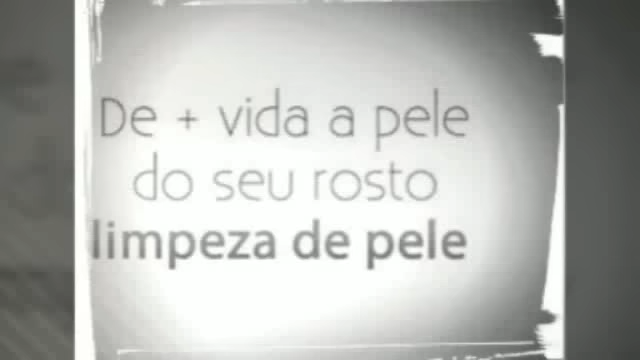 De + vida a pele
do seu rosto
limpeza de pele